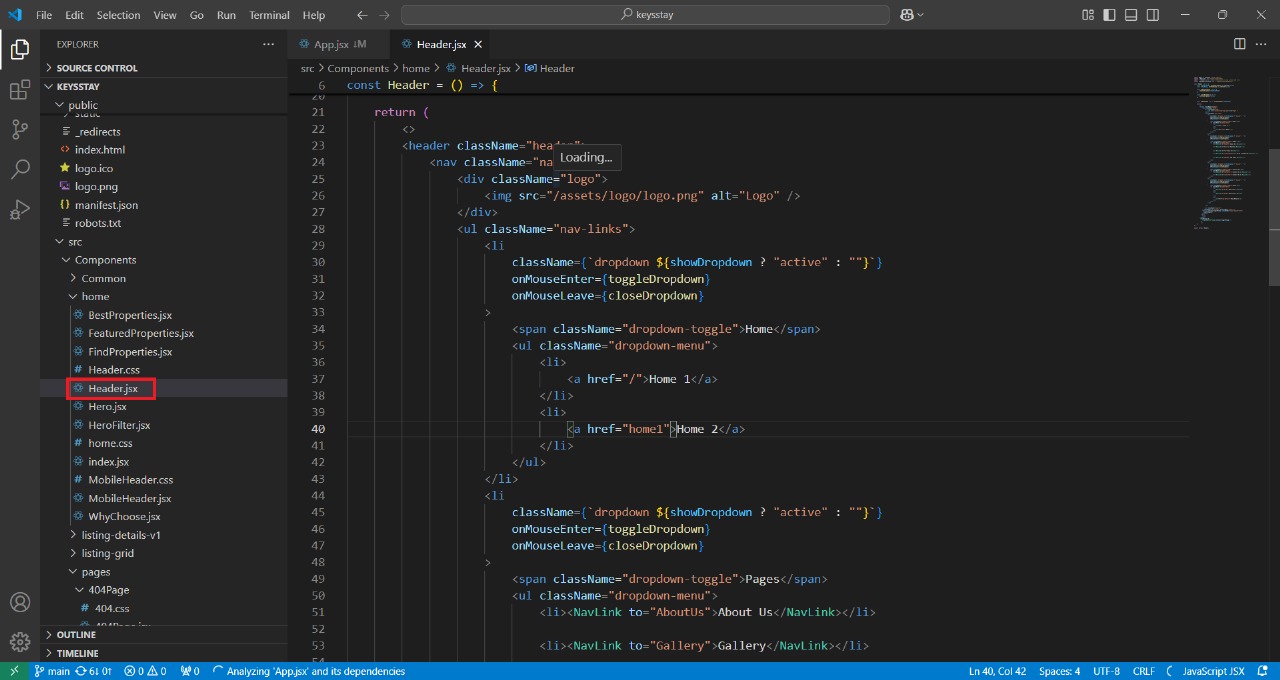 File Edit Selection View Go Run Terminal Help
keysstay
EXPLORER
SOURCE CONTROL
KEYSSTAY
public
static
_redirects
index.html
logo.ico
logo.png
manifest.json
robots.txt
src
Components
Common
home
BestProperties.jsx
FeaturedProperties.jsx
FindProperties.jsx
Header.css
Header.jsx
Hero.jsx
HeroFilter.jsx
home.css
index.jsx
MobileHeader.css
MobileHeader.jsx
WhyChoose.jsx
listing-details-v1
listing-grid
pages
404Page
404.css
OUTLINE
TIMELINE
App.jsx ↓M Header.jsx
src > Components > home > Header.jsx > Header
6 const Header = () => {
20
21 return (
22 <>
23 <header className="header">
Loading...
24 <nav className="na
25 <div className="logo">
26 <img src="/assets/logo/logo.png" alt="Logo" />
27 </div>
28 <ul className="nav-links">
29 <li
30 className={`dropdown ${showDropdown ? "active" : ""}`}
31 onMouseEnter={toggleDropdown}
32 onMouseLeave={closeDropdown}
33 >
34 <span className="dropdown-toggle">Home</span>
35 <ul className="dropdown-menu">
36 <li>
37 <a href="/">Home 1</a>
38 </li>
39 <li>
40 <a href="home1">Home 2</a>
41 </li>
42 </ul>
43 </li>
44 <li
45 className={`dropdown ${showDropdown ? "active" : ""}`}
46 onMouseEnter={toggleDropdown}
47 onMouseLeave={closeDropdown}
48 >
49 <span className="dropdown-toggle">Pages</span>
50 <ul className="dropdown-menu">
51 <li><NavLink to="AboutUs">About Us</NavLink></li>
52
53 <li><NavLink to="Gallery">Gallery</NavLink></li>
54
main 6↓ 0↑ 0 0 0 Analyzing 'App.jsx' and its dependencies
Ln 40, Col 42 Spaces: 4 UTF-8 CRLF JavaScript JSX